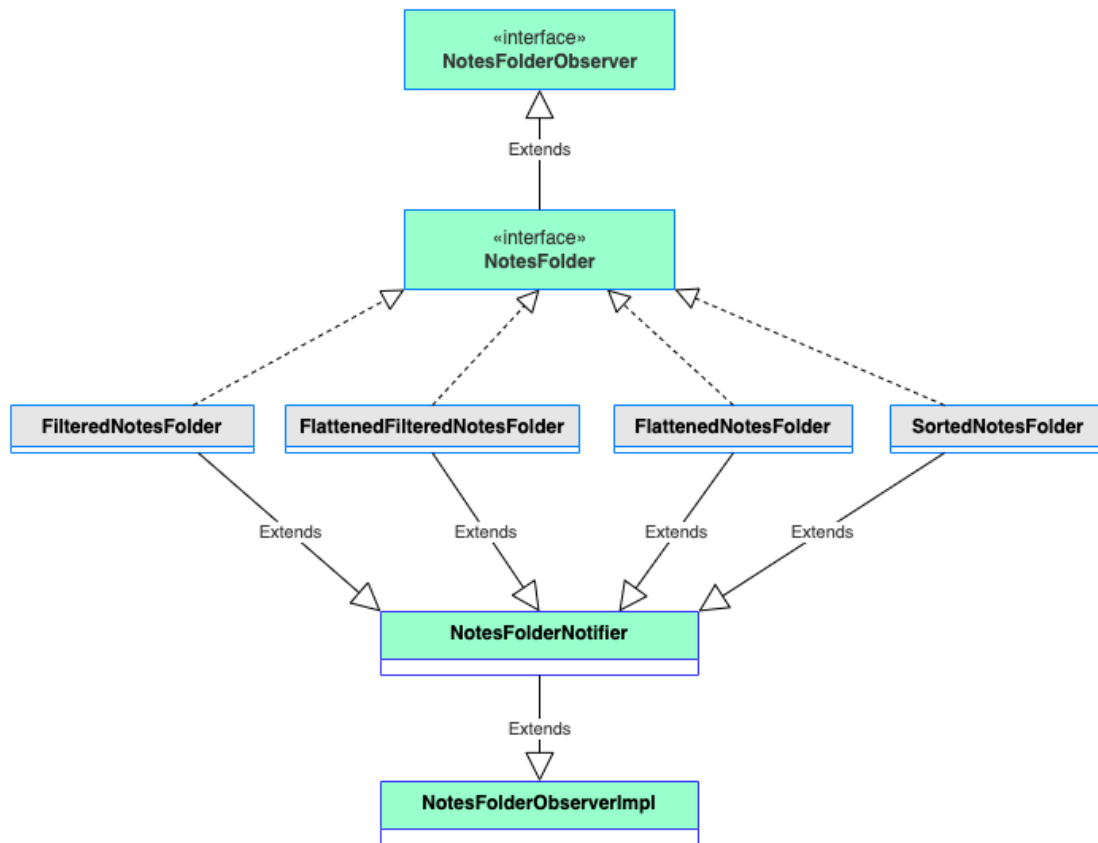 «interface»
NotesFolderObserver
Extends
«interface»
NotesFolder
FilteredNotesFolder
FlattenedFilteredNotesFolder
FlattenedNotesFolder
SortedNotesFolder
Extends
Extends
Extends
Extends
NotesFolderNotifier
Extends
NotesFolderObserverImpl